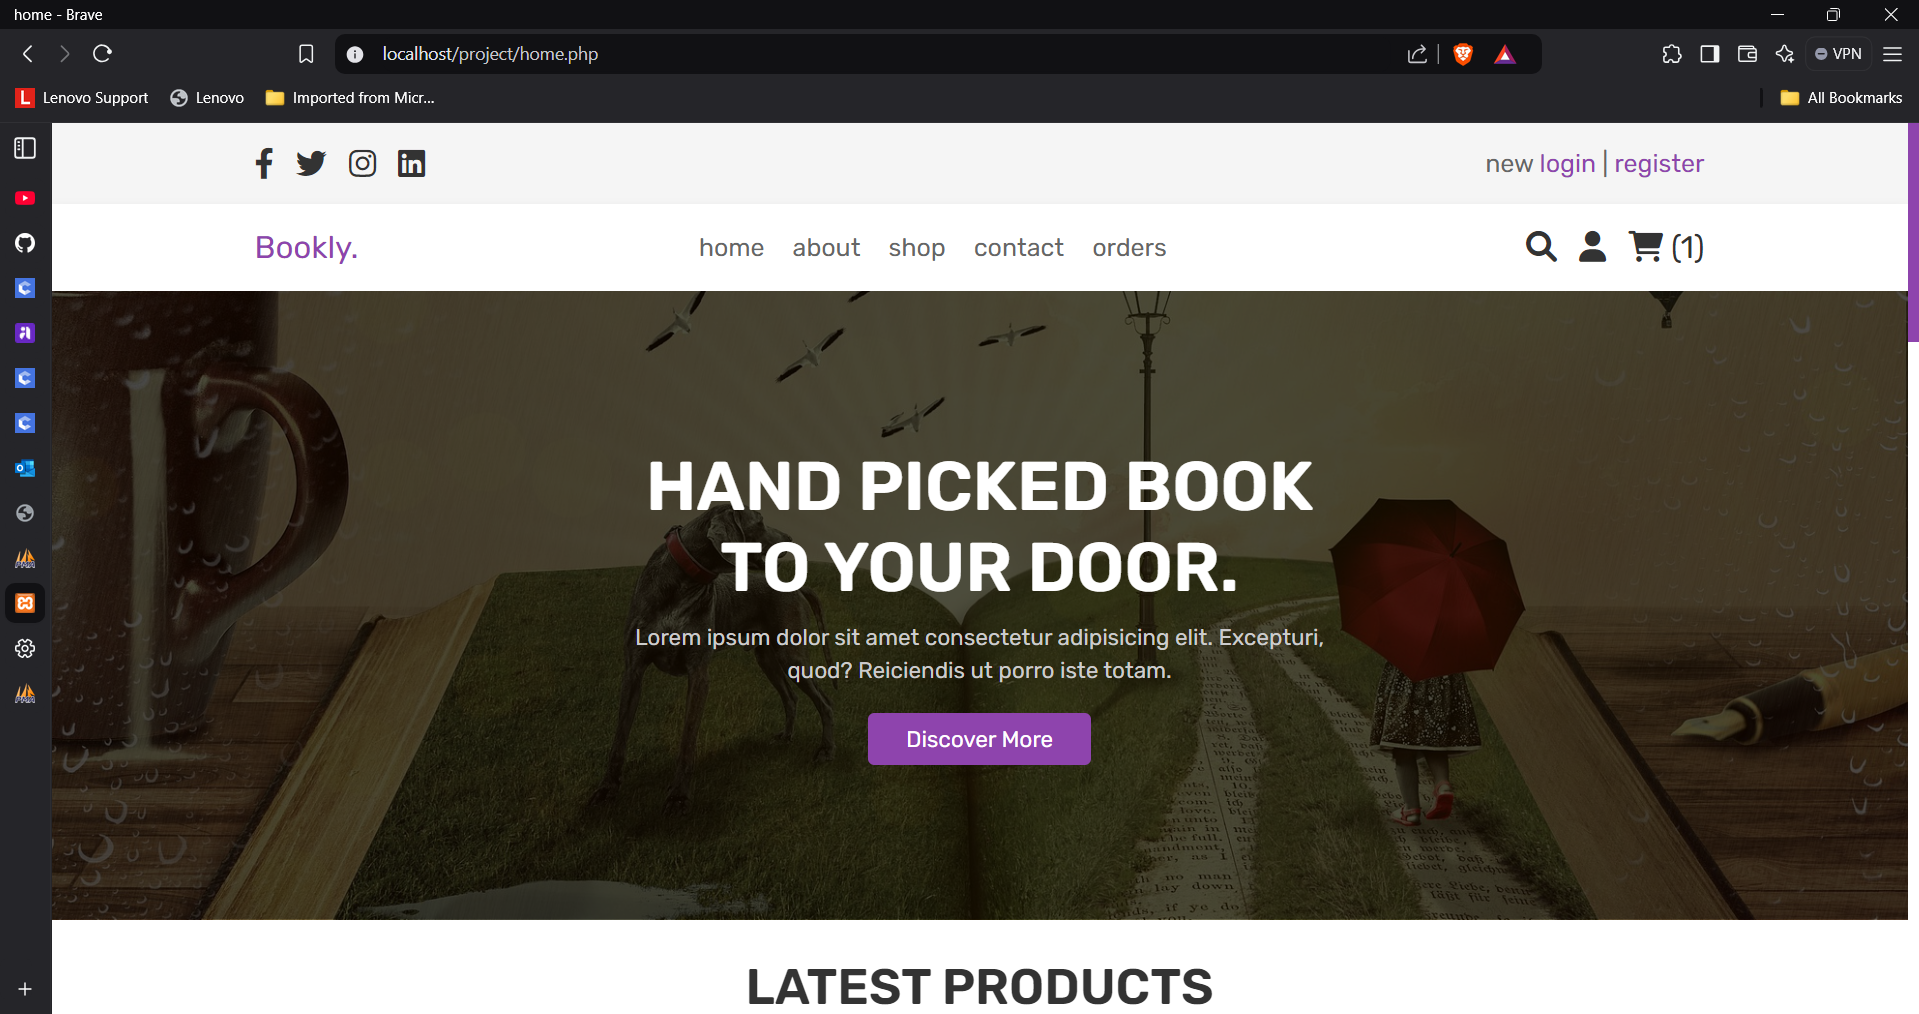 home - Brave
localhost/project/home.php
VPN
Lenovo Support
Lenovo
Imported from Micr...
All Bookmarks
new login | register
Bookly.
home about shop contact orders
(1)
HAND PICKED BOOK
TO YOUR DOOR.
Lorem ipsum dolor sit amet consectetur adipisicing elit. Excepturi,
quod? Reiciendis ut porro iste totam.
Discover More
LATEST PRODUCTS